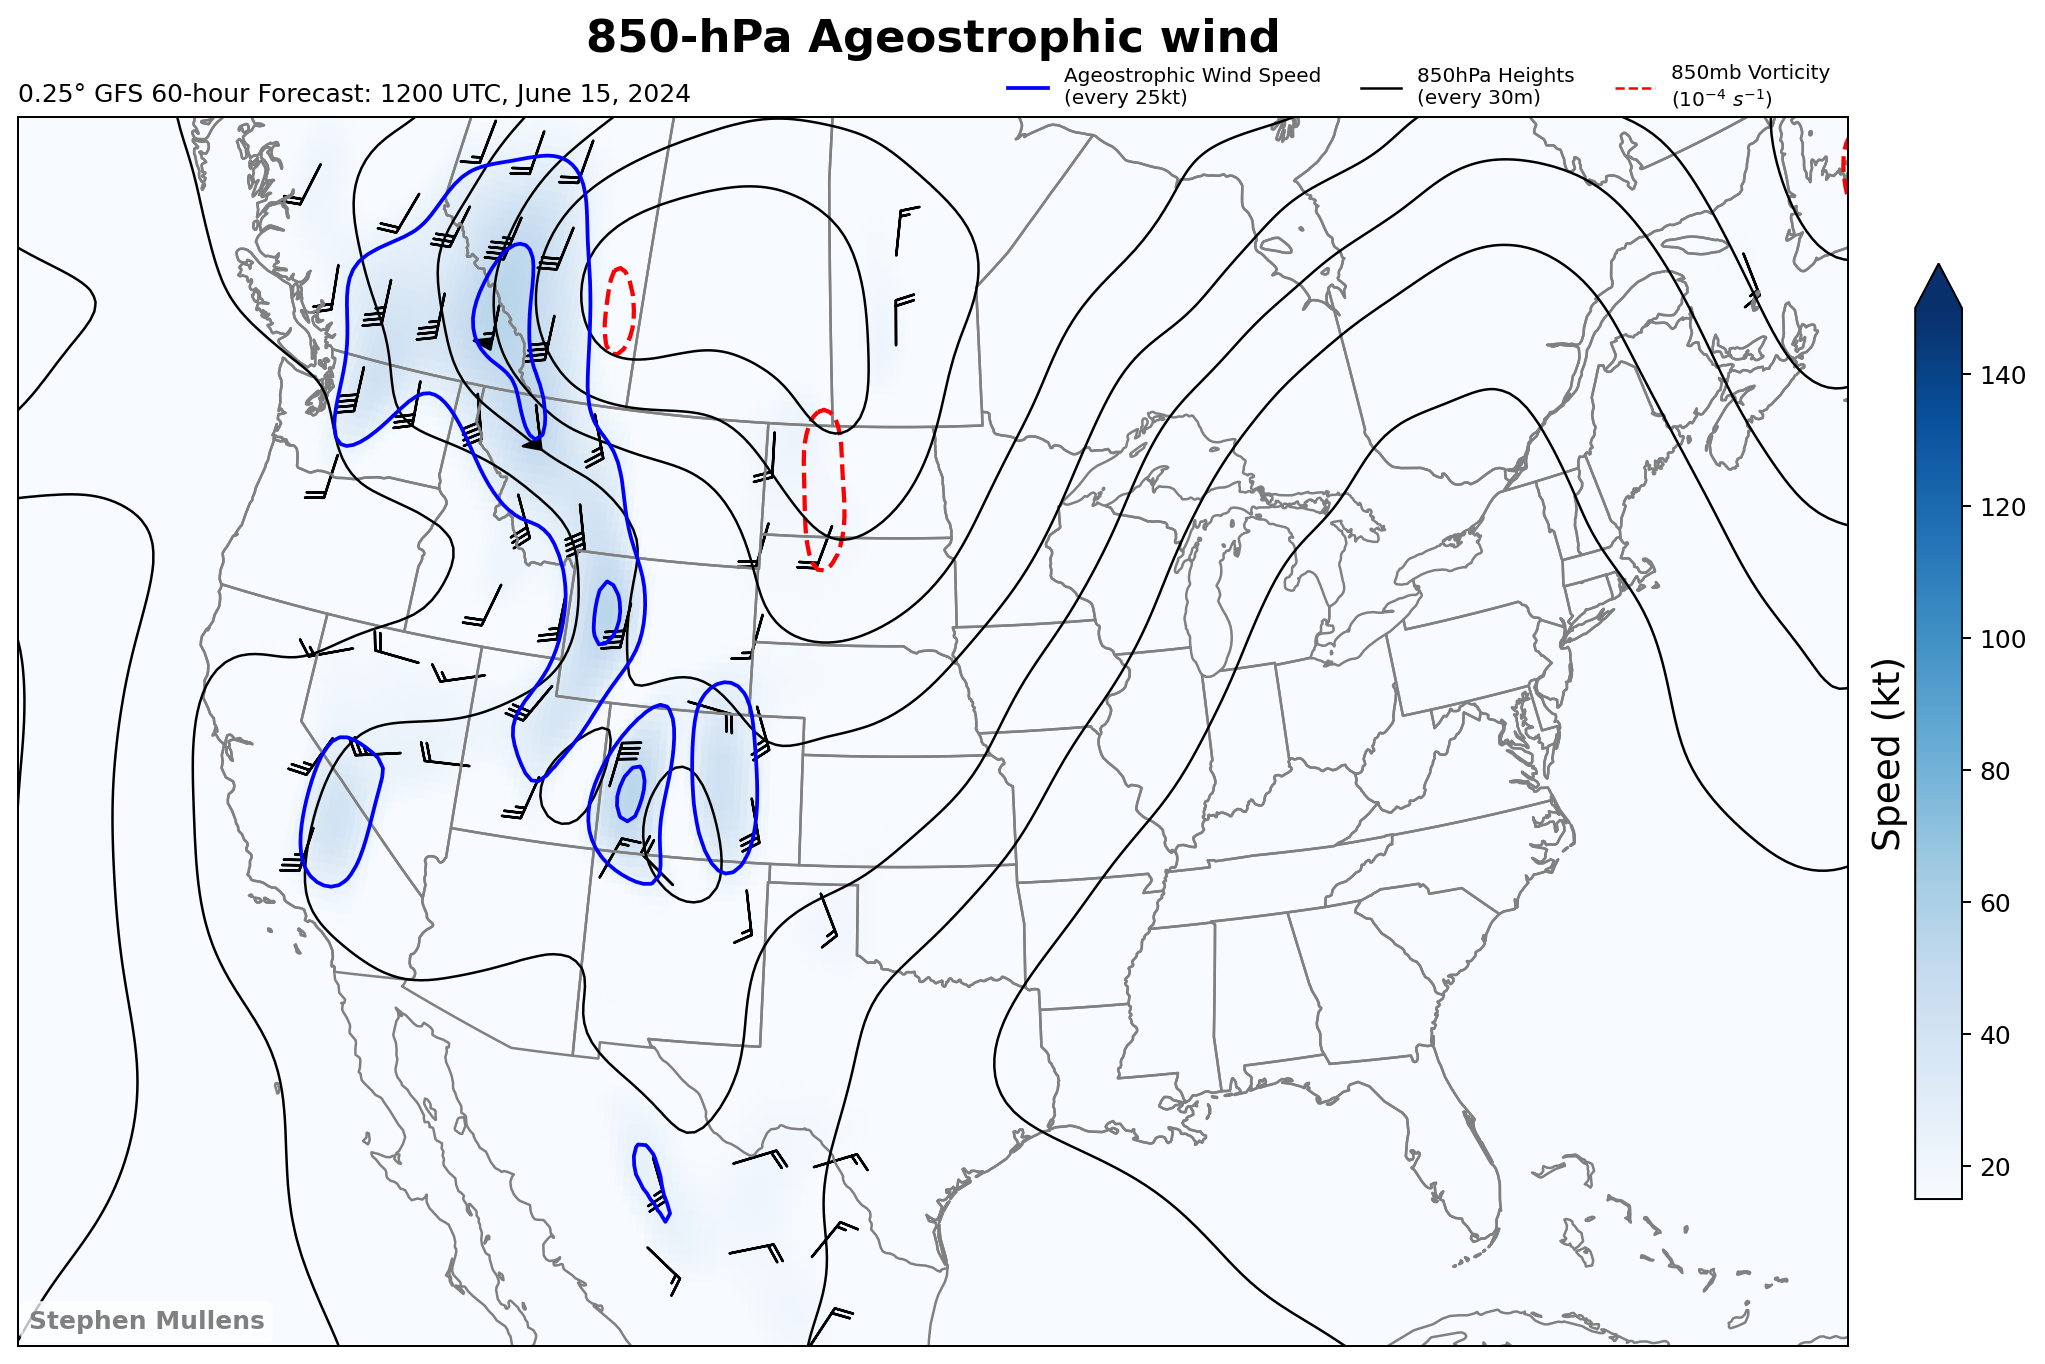 850-hPa Ageostrophic wind
0.25° GFS 60-hour Forecast: 1200 UTC, June 15, 2024
Ageostrophic Wind Speed
(every 25kt)
850hPa Heights
(every 30m)
850mb Vorticity
(10⁻⁴ s⁻¹)
140
120
100
80
60
40
20
Speed (kt)
Stephen Mullens